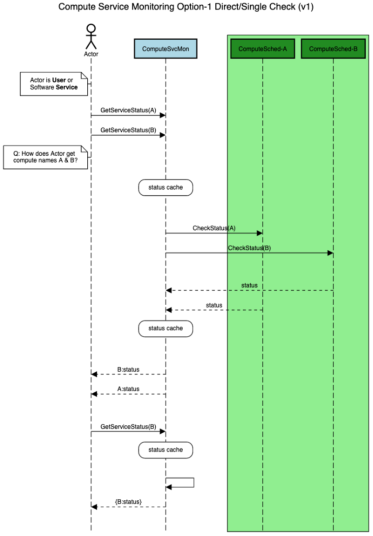 Compute Service Monitoring Option-1 Direct/Single Check (v1)
Actor
ComputeSvcMon
ComputeSched-A
ComputeSched-B
Actor is User or
Software Service
GetServiceStatus(A)
GetServiceStatus(B)
Q: How does Actor get
compute names A & B?
status cache
CheckStatus(A)
CheckStatus(B)
status
status
status cache
B:status
A:status
GetServiceStatus(B)
status cache
{B:status}